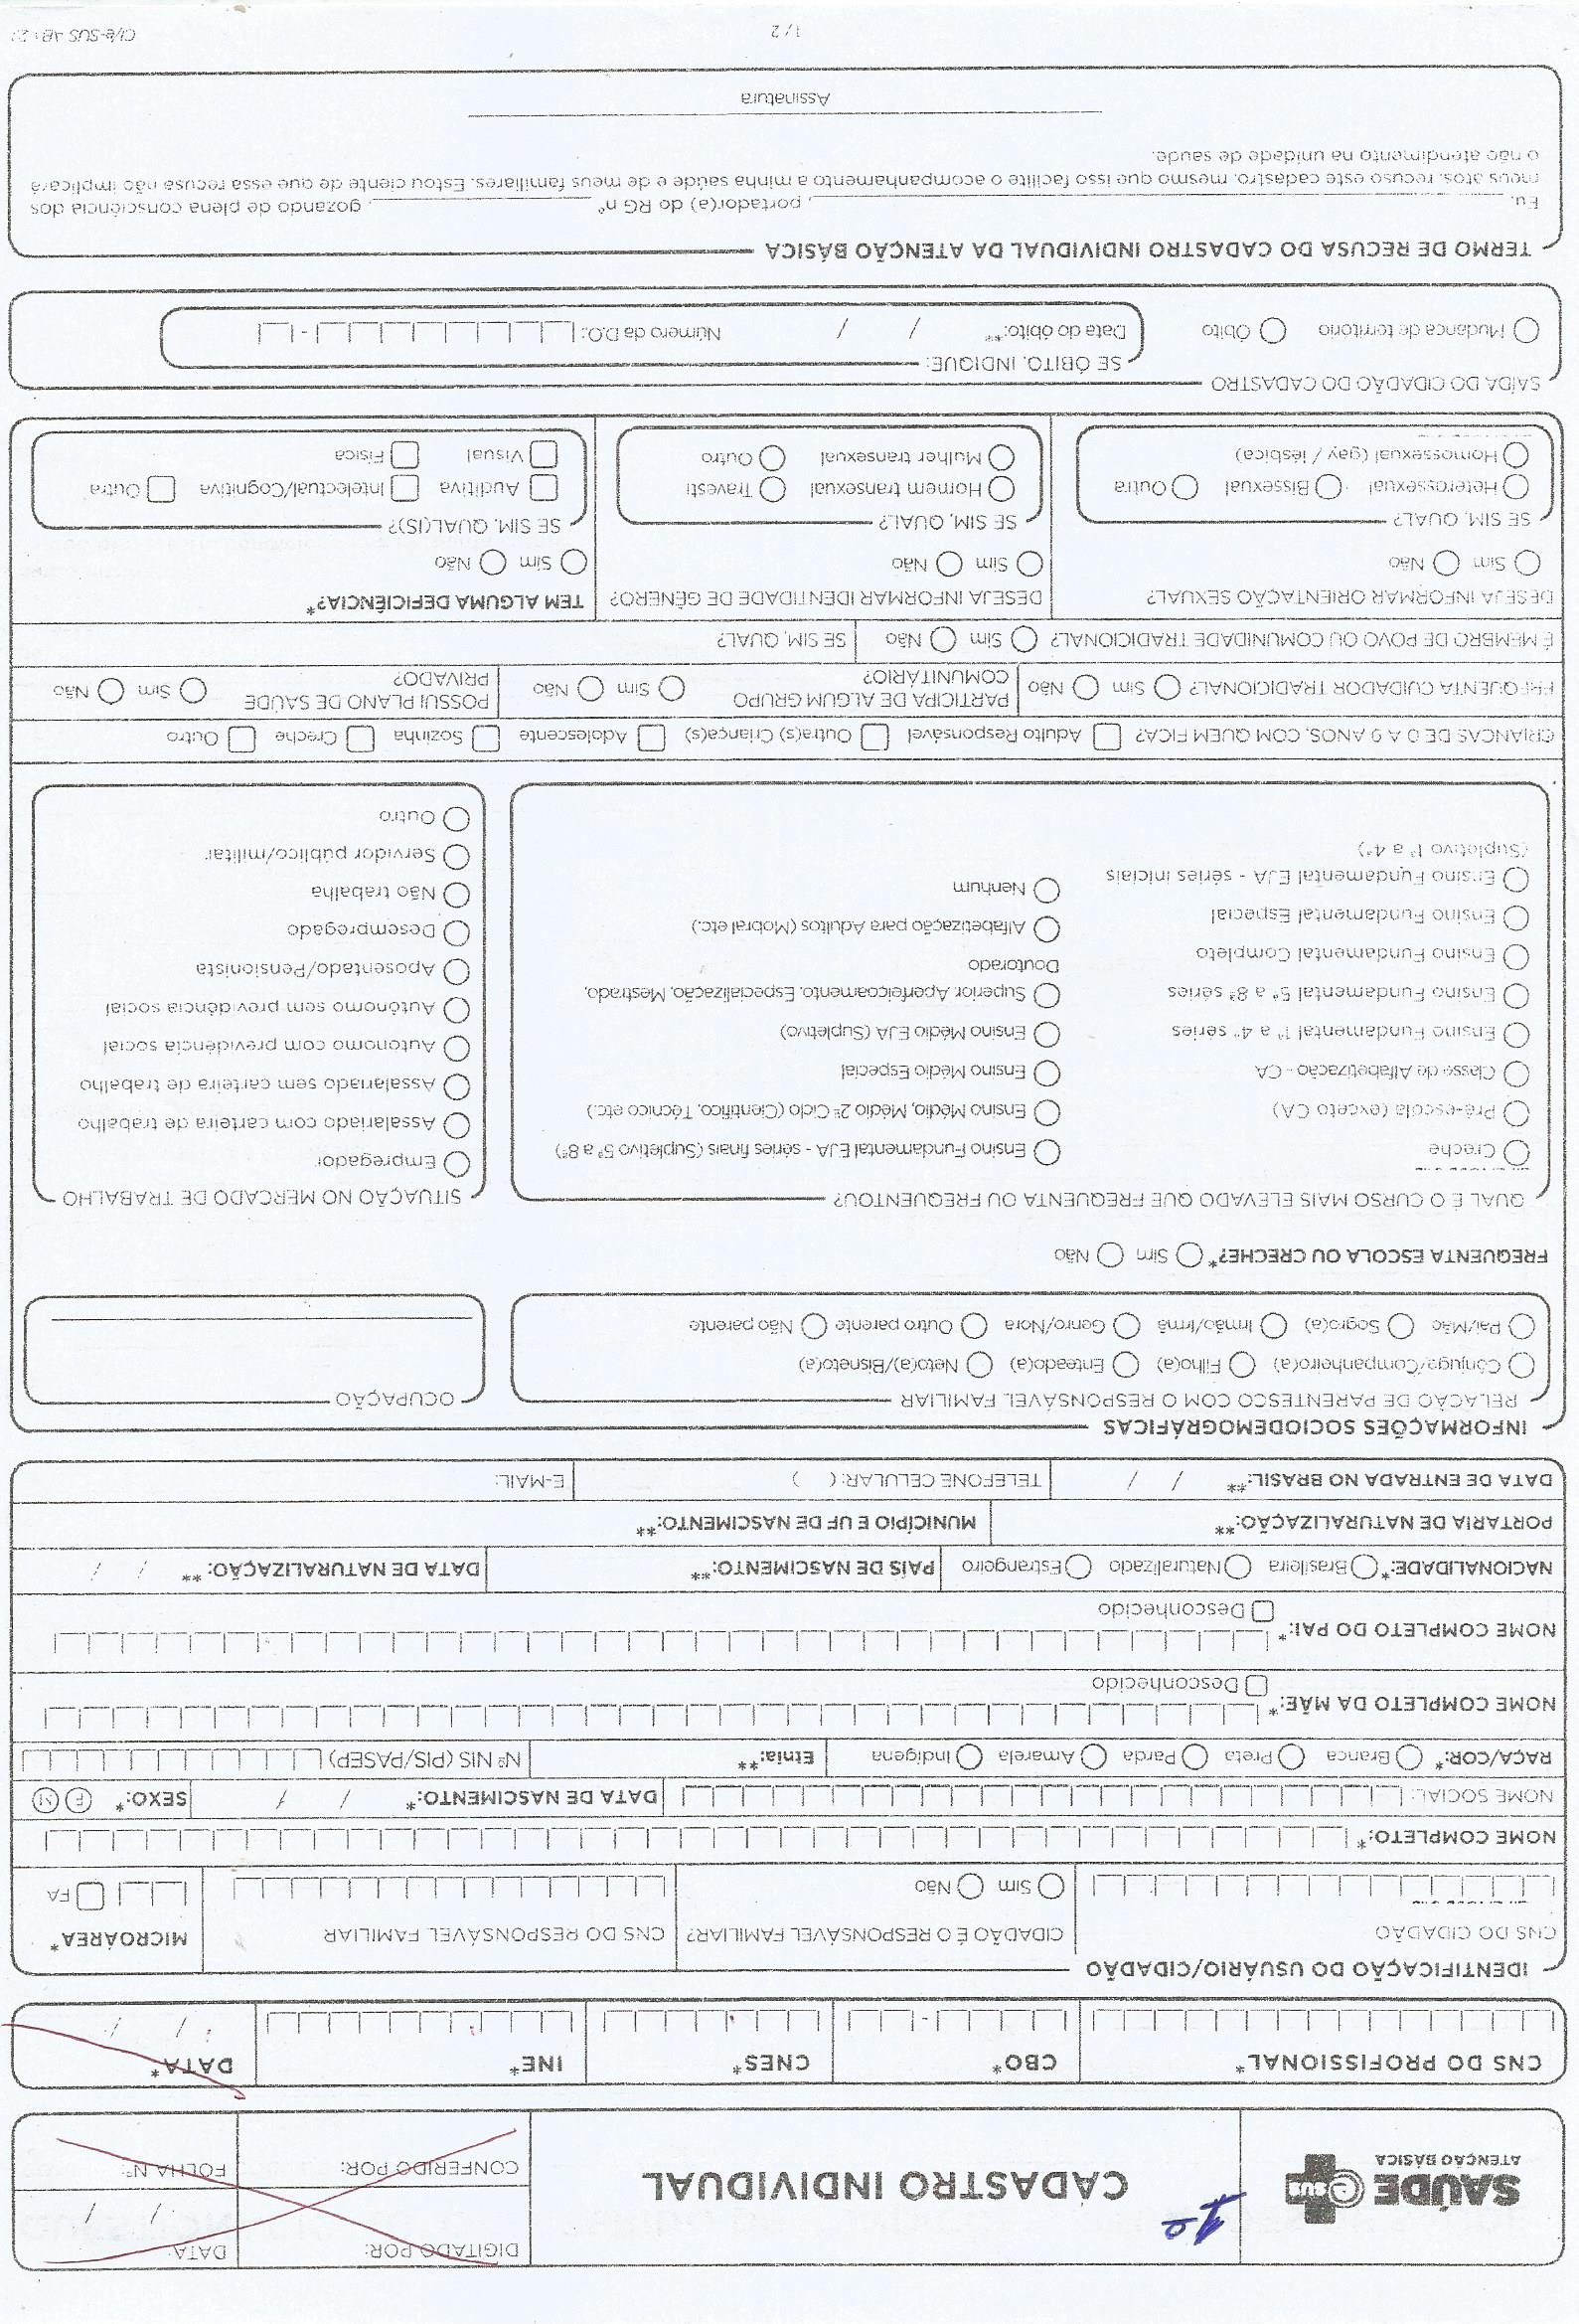 SAÚDE e SUS
ATENÇÃO BÁSICA
1º
CADASTRO INDIVIDUAL
DIGITADO POR:
DATA: / /
CONFERIDO POR:
FOLHA Nº:
CNS DO PROFISSIONAL* CBO* CNES* INE* DATA*
- / /
IDENTIFICAÇÃO DO USUÁRIO/CIDADÃO
CNS DO CIDADÃO
CIDADÃO É O RESPONSÁVEL FAMILIAR?
Sim Não
CNS DO RESPONSÁVEL FAMILIAR
MICROÁREA*
FA
NOME COMPLETO:*
NOME SOCIAL: DATA DE NASCIMENTO:* / / SEXO:* F M
RAÇA/COR:* Branca Preta Parda Amarela Indígena Etnia:** Nº NIS (PIS/PASEP)
NOME COMPLETO DA MÃE:*
Desconhecido
NOME COMPLETO DO PAI:*
Desconhecido
NACIONALIDADE:* Brasileira Naturalizado Estrangeiro PAÍS DE NASCIMENTO:** DATA DE NATURALIZAÇÃO: ** / /
PORTARIA DE NATURALIZAÇÃO:** MUNICÍPIO E UF DE NASCIMENTO:**
DATA DE ENTRADA NO BRASIL:** / / TELEFONE CELULAR: ( ) E-MAIL:
INFORMAÇÕES SOCIODEMOGRÁFICAS
RELAÇÃO DE PARENTESCO COM O RESPONSÁVEL FAMILIAR
Cônjuge/Companheiro(a) Filho(a) Enteado(a) Neto(a)/Bisneto(a)
Pai/Mãe Sogro(a) Irmão/Irmã Genro/Nora Outro parente Não parente
OCUPAÇÃO
FREQUENTA ESCOLA OU CRECHE?* Sim Não
QUAL É O CURSO MAIS ELEVADO QUE FREQUENTA OU FREQUENTOU?
Creche
Pré-escola (exceto CA)
Classe de Alfabetização - CA
Ensino Fundamental 1ª a 4ª séries
Ensino Fundamental 5ª a 8ª séries
Ensino Fundamental Completo
Ensino Fundamental Especial
Ensino Fundamental EJA - séries iniciais
(Supletivo 1ª a 4ª)
Ensino Fundamental EJA - séries finais (Supletivo 5ª a 8ª)
Ensino Médio, Médio 2º Ciclo (Científico, Técnico etc.)
Ensino Médio Especial
Ensino Médio EJA (Supletivo)
Superior, Aperfeiçoamento, Especialização, Mestrado,
Doutorado
Alfabetização para Adultos (Mobral etc.)
Nenhum
SITUAÇÃO NO MERCADO DE TRABALHO
Empregador
Assalariado com carteira de trabalho
Assalariado sem carteira de trabalho
Autônomo com previdência social
Autônomo sem previdência social
Aposentado/Pensionista
Desempregado
Não trabalha
Servidor público/militar
Outro
CRIANÇAS DE 0 A 9 ANOS, COM QUEM FICA? Adulto Responsável Outra(s) Criança(s) Adolescente Sozinha Creche Outro
FREQUENTA CUIDADOR TRADICIONAL? Sim Não
PARTICIPA DE ALGUM GRUPO
COMUNITÁRIO? Sim Não
POSSUI PLANO DE SAÚDE
PRIVADO? Sim Não
É MEMBRO DE POVO OU COMUNIDADE TRADICIONAL? Sim Não SE SIM, QUAL?
DESEJA INFORMAR ORIENTAÇÃO SEXUAL?
Sim Não
SE SIM, QUAL?
Heterossexual Bissexual Outra
Homossexual (gay / lésbica)
DESEJA INFORMAR IDENTIDADE DE GÊNERO?
Sim Não
SE SIM, QUAL?
Homem transexual Travesti
Mulher transexual Outro
TEM ALGUMA DEFICIÊNCIA?*
Sim Não
SE SIM, QUAL(IS)?
Auditiva Intelectual/Cognitiva Outra
Visual Física
SAÍDA DO CIDADÃO DO CADASTRO
Mudança de território Óbito
SE ÓBITO, INDIQUE:
Data do óbito:** / / Número da D.O.: -
TERMO DE RECUSA DO CADASTRO INDIVIDUAL DA ATENÇÃO BÁSICA
Eu, ____, portador(a) do RG nº ____, gozando de plena consciência dos
meus atos, recuso este cadastro, mesmo que isso facilite o acompanhamento a minha saúde e de meus familiares. Estou ciente de que essa recusa não implicará
o não atendimento na unidade de saúde.
Assinatura
1 / 2
CI/e-SUS AB